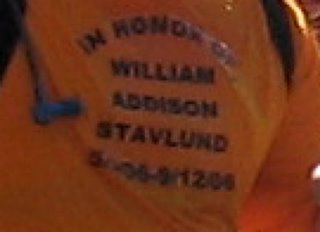 IN HONOR OF
WILLIAM
ADDISON
STAVLUND